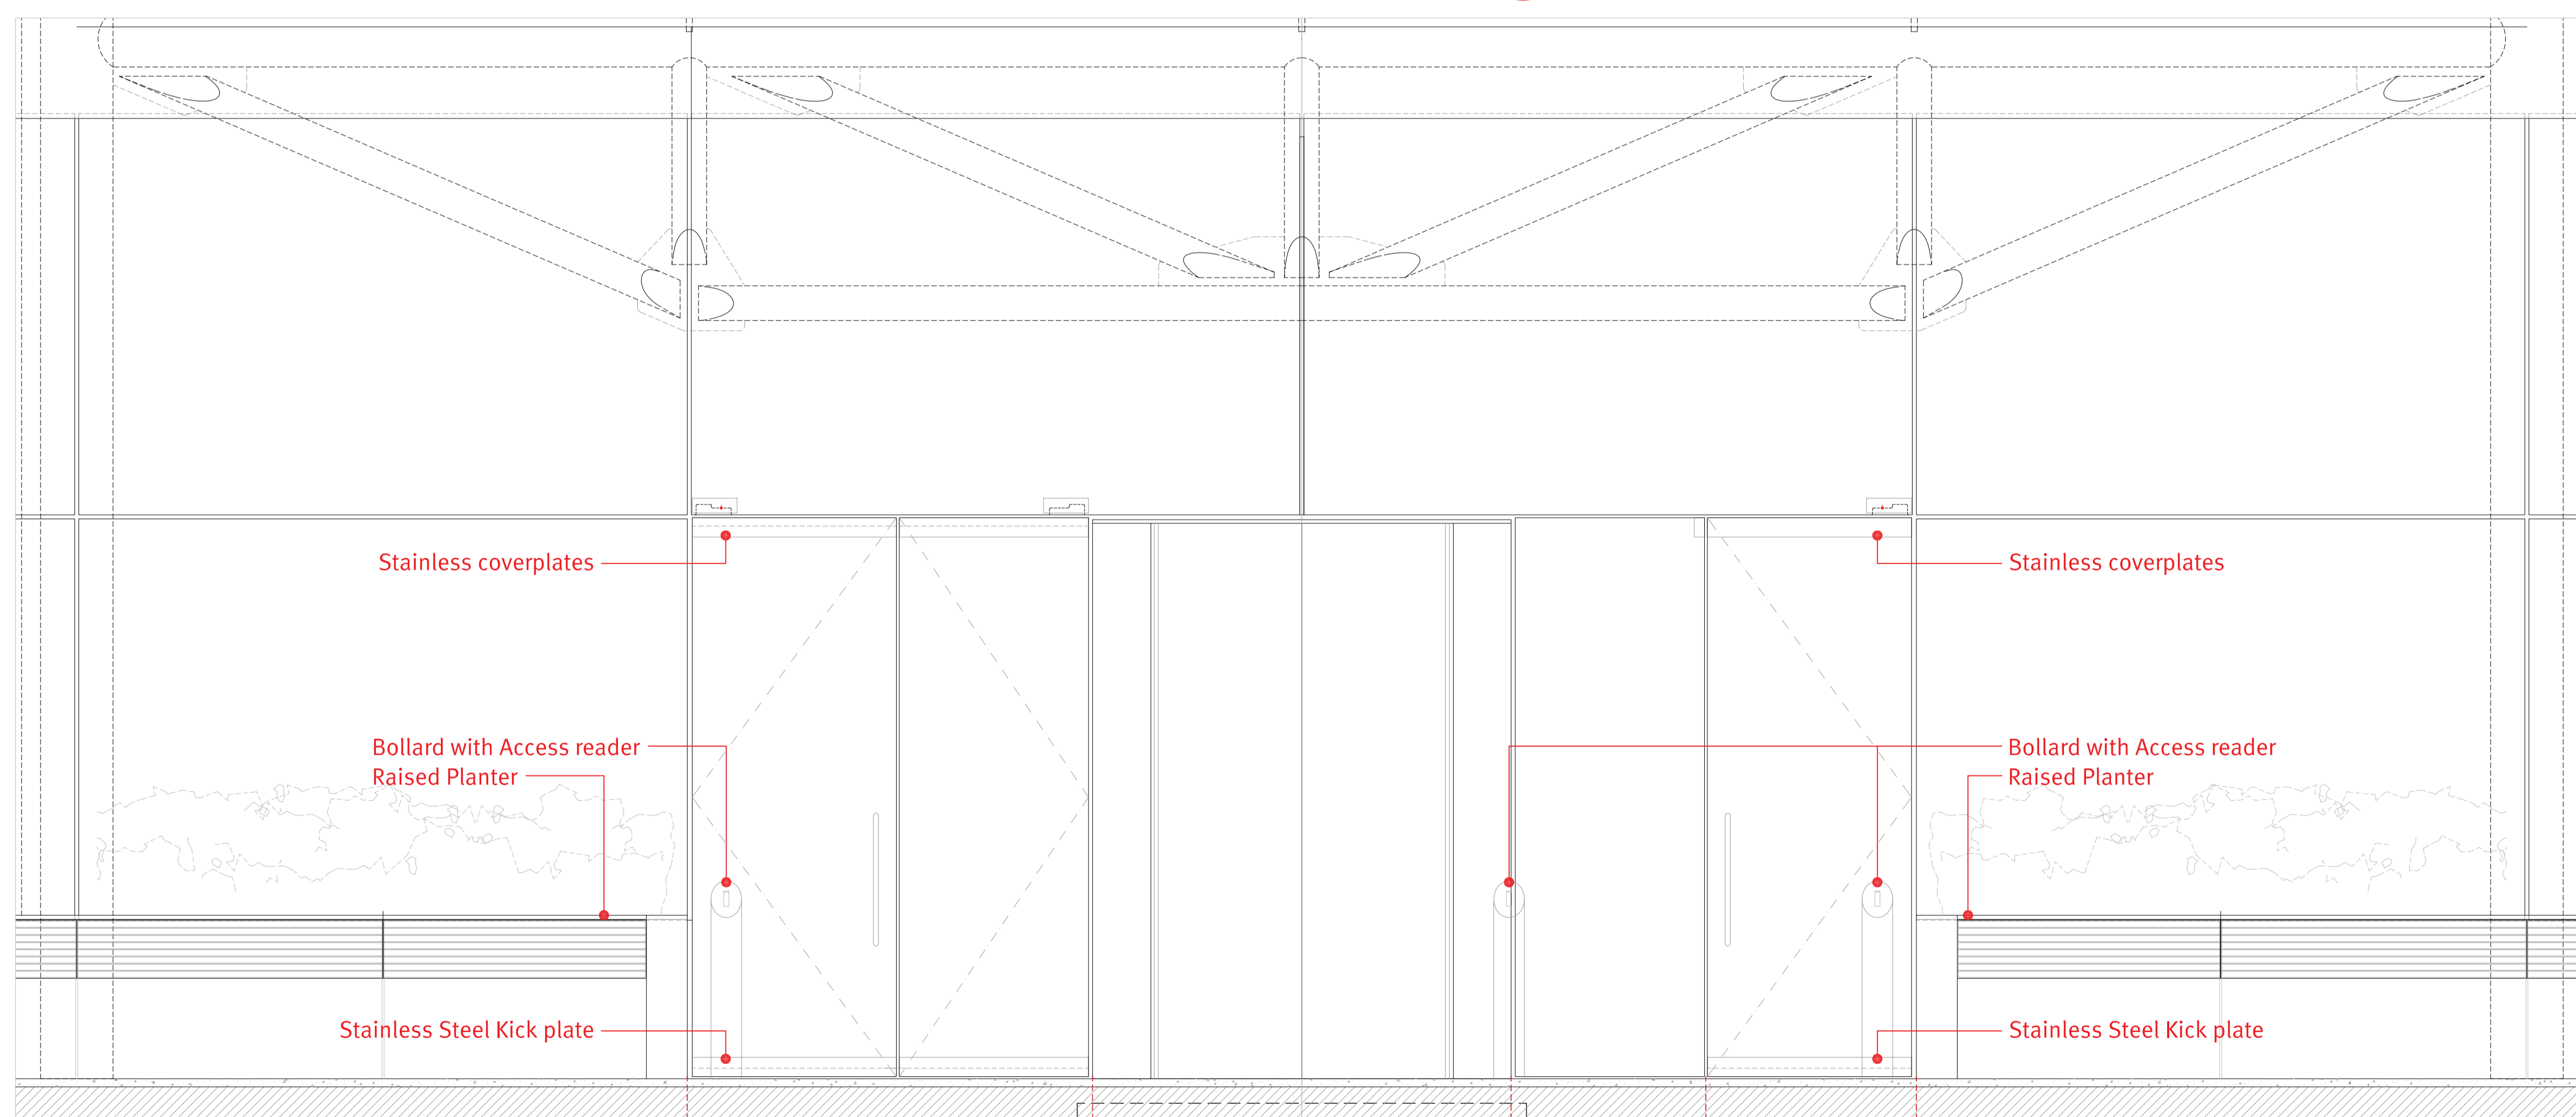 Stainless coverplates
Stainless coverplates
Bollard with Access reader
Raised Planter
Bollard with Access reader
Raised Planter
Stainless Steel Kick plate
Stainless Steel Kick plate